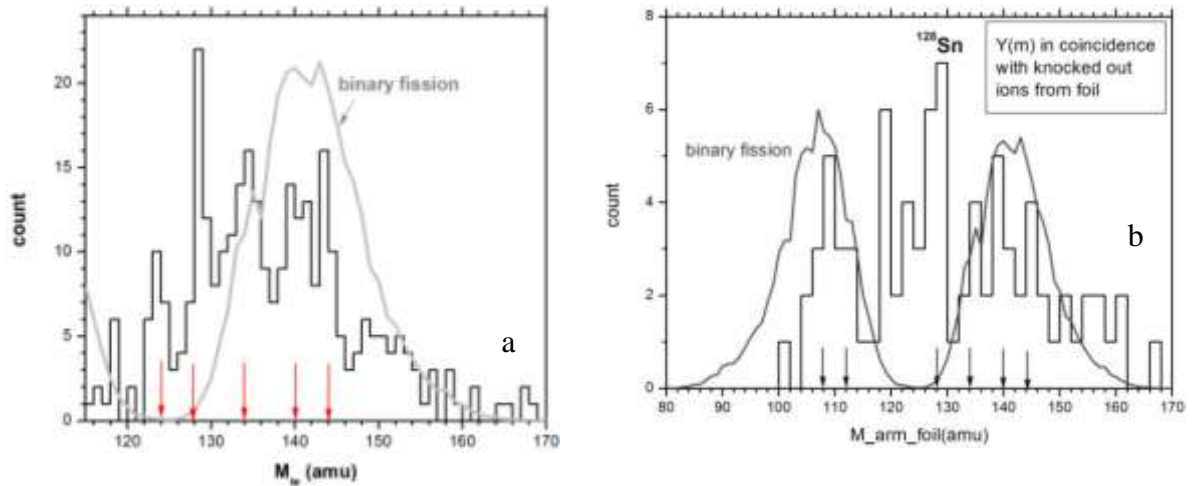 20
15
10
5
0
count
binary fission
a
120 130 140 150 160 170
M (amu)
8
6
4
2
0
count
128Sn
Y(m) in coincidence
with knocked out
ions from foil
binary fission
b
80 90 100 110 120 130 140 150 160 170
M_arm_foil(amu)